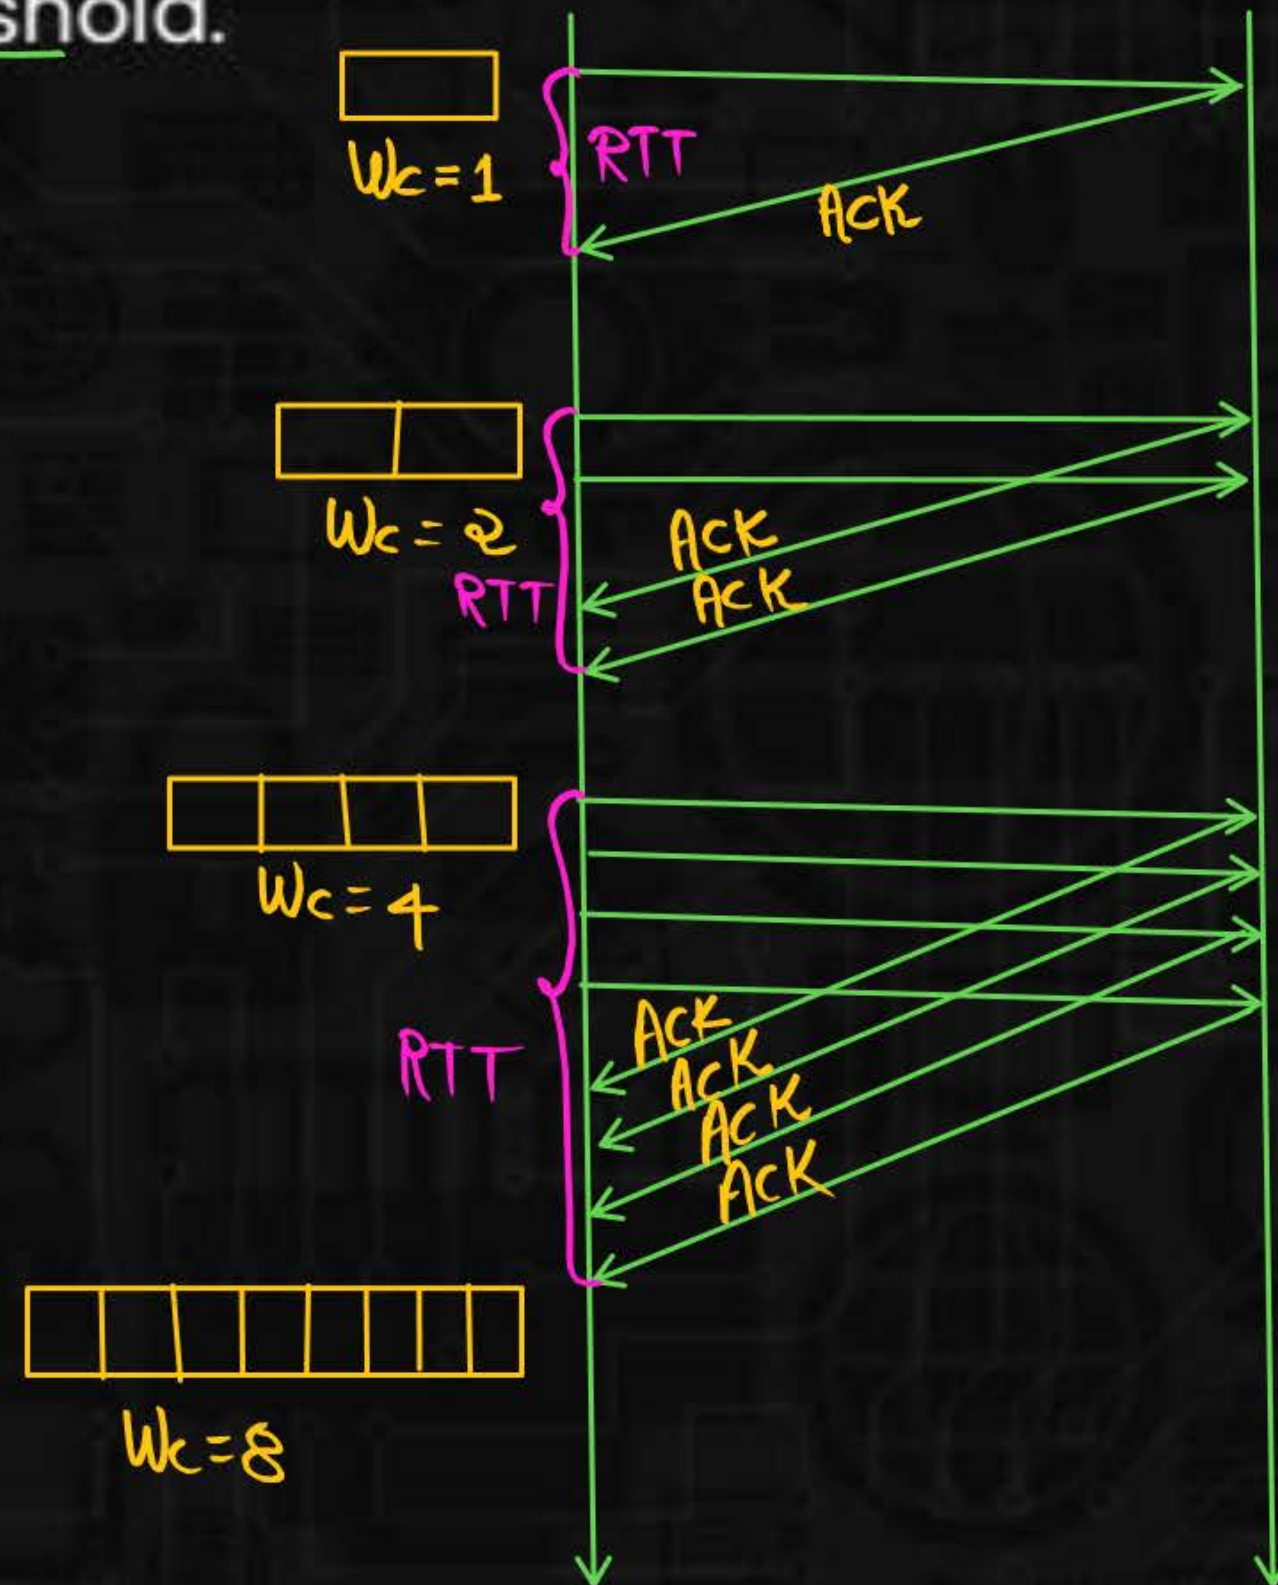 shold.
Wc = 1
RTT
ACK
Wc = 2
ACK
RTT
ACK
Wc = 4
ACK
RTT
ACK
ACK
ACK
Wc = 8